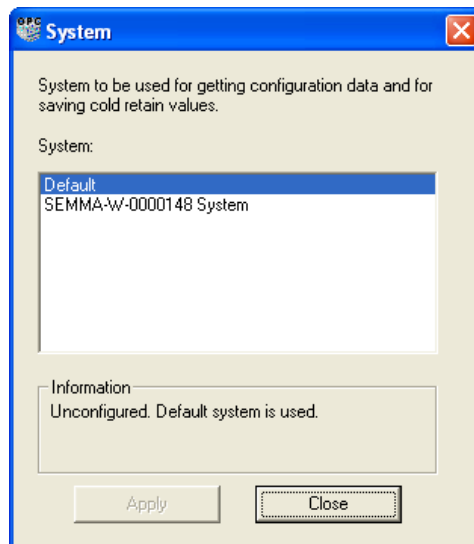 OPC
System
System to be used for getting configuration data and for
saving cold retain values.
System:
Default
SEMMA-W-0000148 System
Information
Unconfigured. Default system is used.
Apply
Close